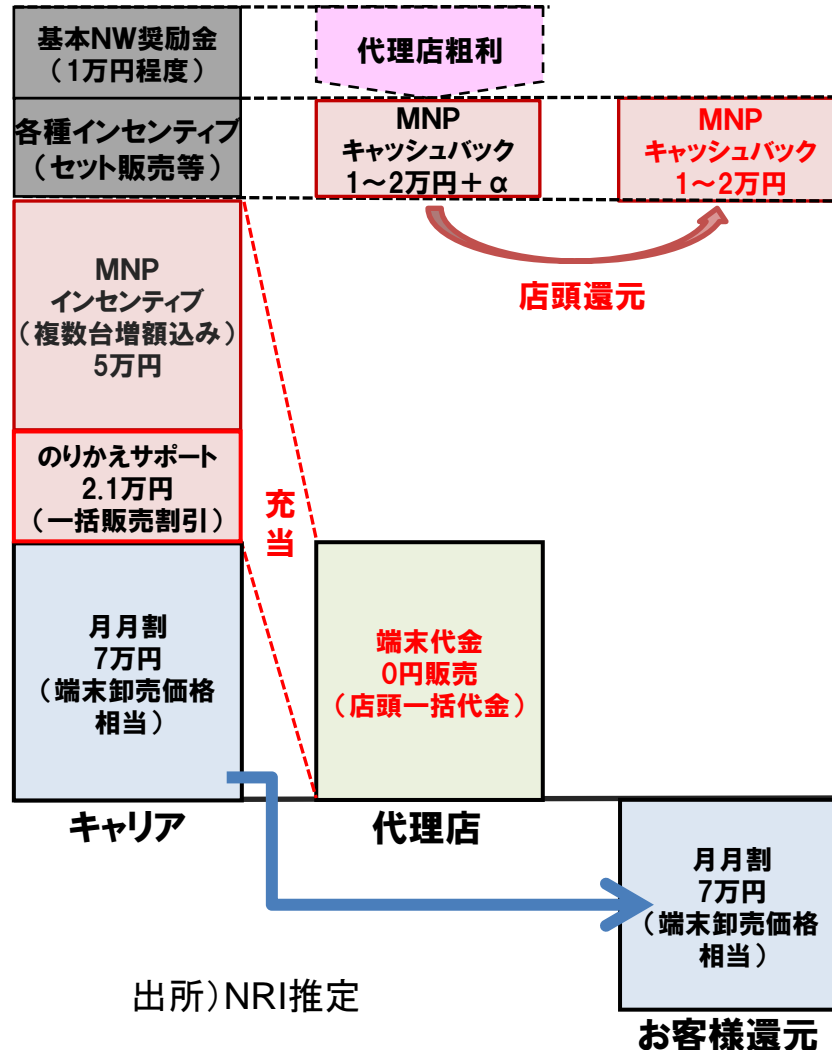 基本NW奨励金
（1万円程度）
各種インセンティブ
（セット販売等）
MNP
インセンティブ
（複数台増額込み）
5万円
のりかえサポート
2.1万円
（一括販売割引）
月月割
7万円
（端末卸売価格
相当）
キャリア
充
当
代理店粗利
MNP
キャッシュバック
1～2万円＋α
端末代金
0円販売
（店頭一括代金）
代理店
MNP
キャッシュバック
1～2万円
店頭還元
月月割
7万円
（端末卸売価格
相当）
お客様還元
出所）NRI推定